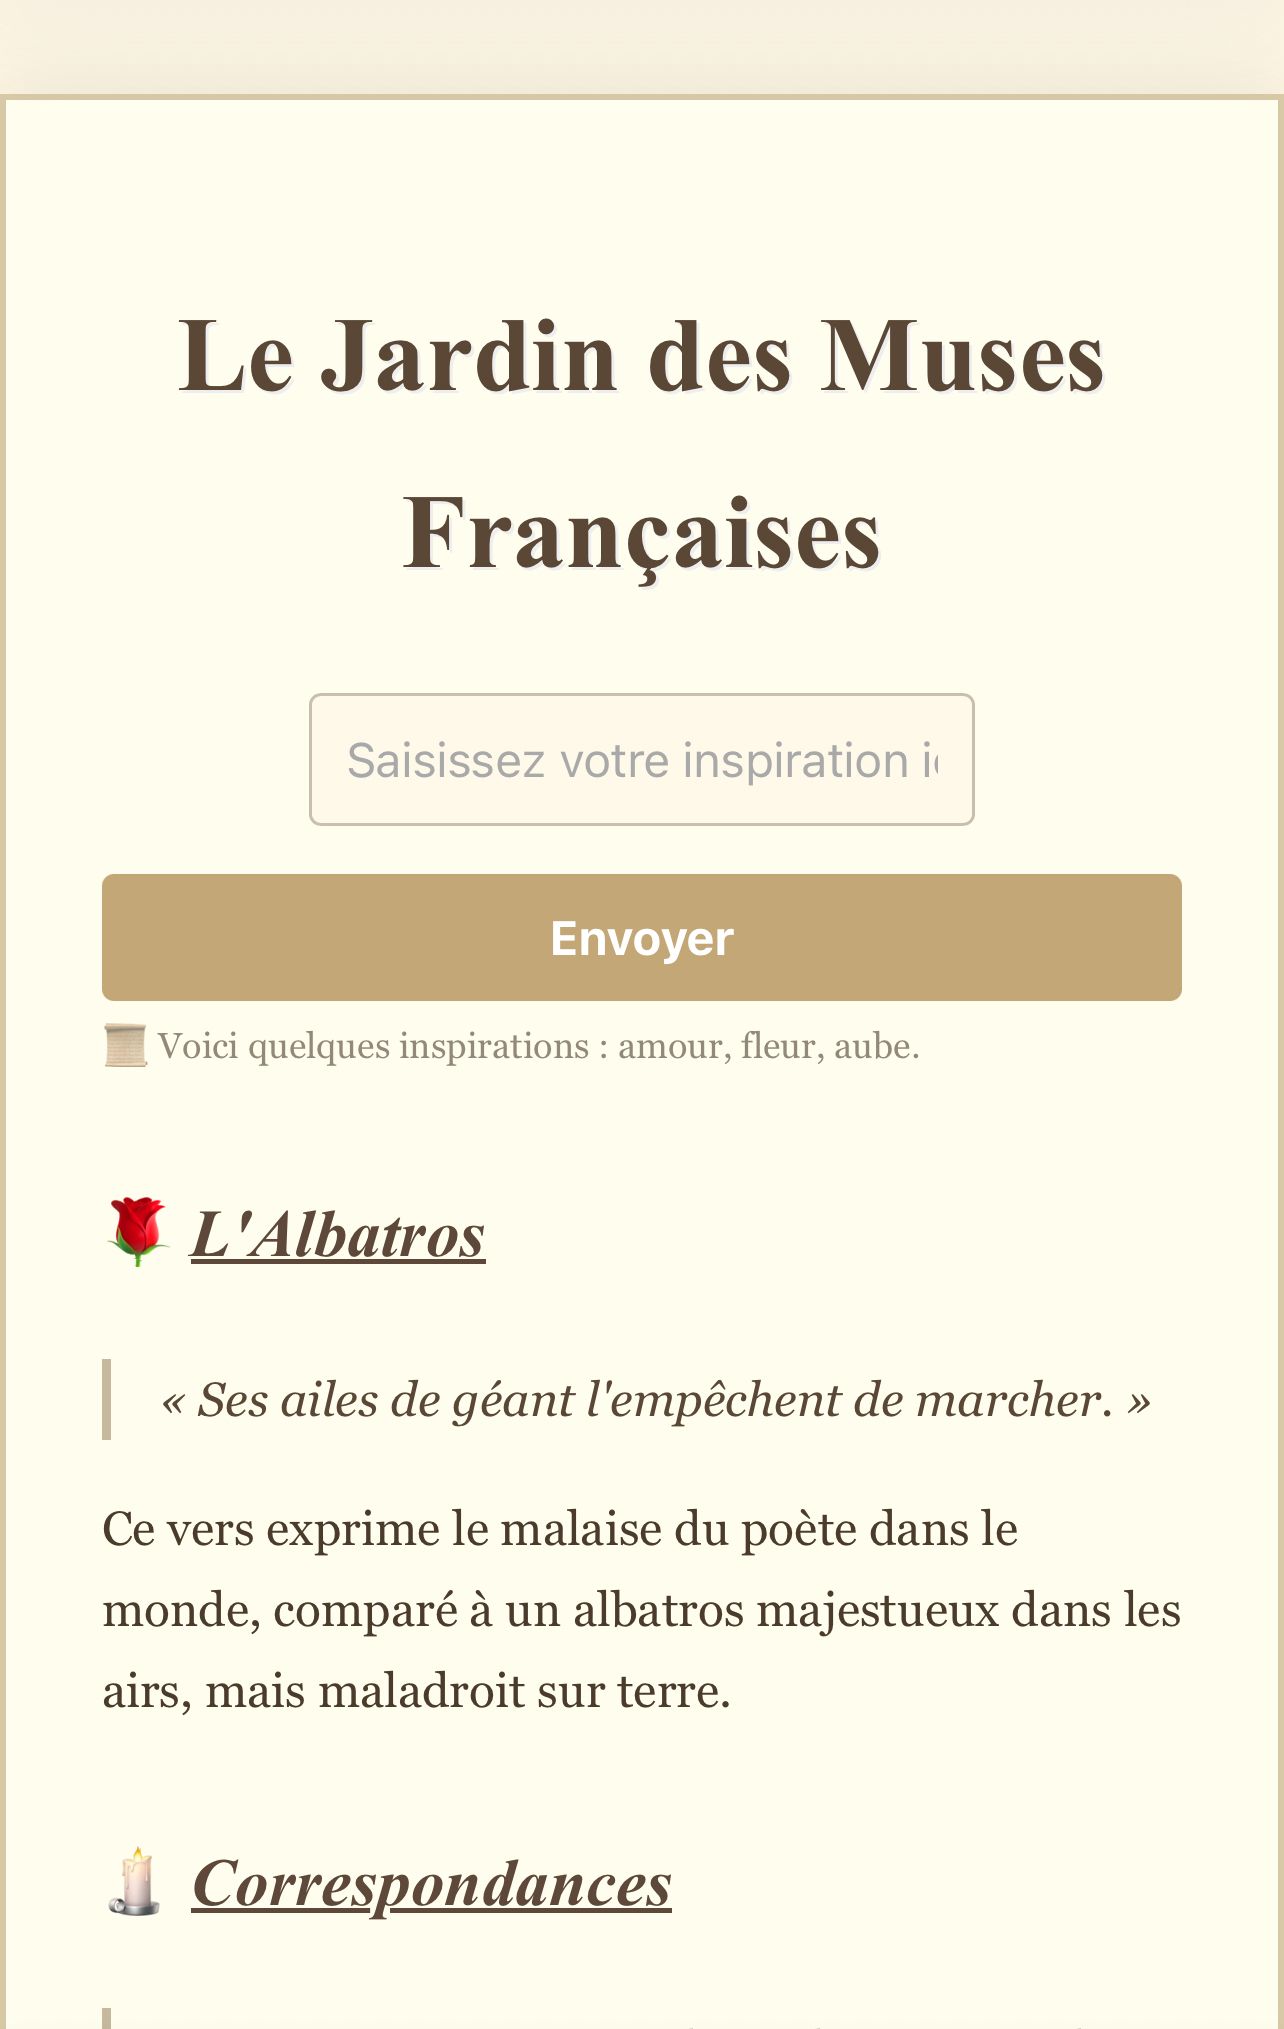 Le Jardin des Muses
Françaises
Saisissez votre inspiration
Envoyer
Voici quelques inspirations : amour, fleur, aube.
L'Albatros
« Ses ailes de géant l'empêchent de marcher. »
Ce vers exprime le malaise du poète dans le
monde, comparé à un albatros majestueux dans les
airs, mais maladroit sur terre.
Correspondances